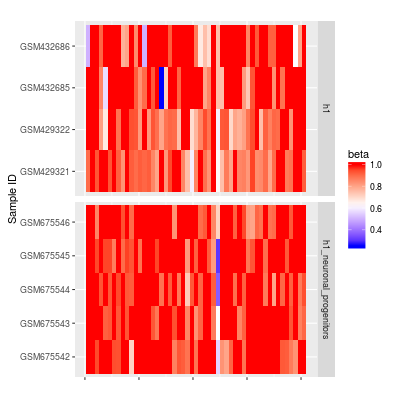 GSM432686
GSM432685
GSM429322
GSM429321
h1
GSM675546
GSM675545
GSM675544
GSM675543
GSM675542
h1_neuronal_progenitors
Sample ID
beta
1.0
0.8
0.6
0.4